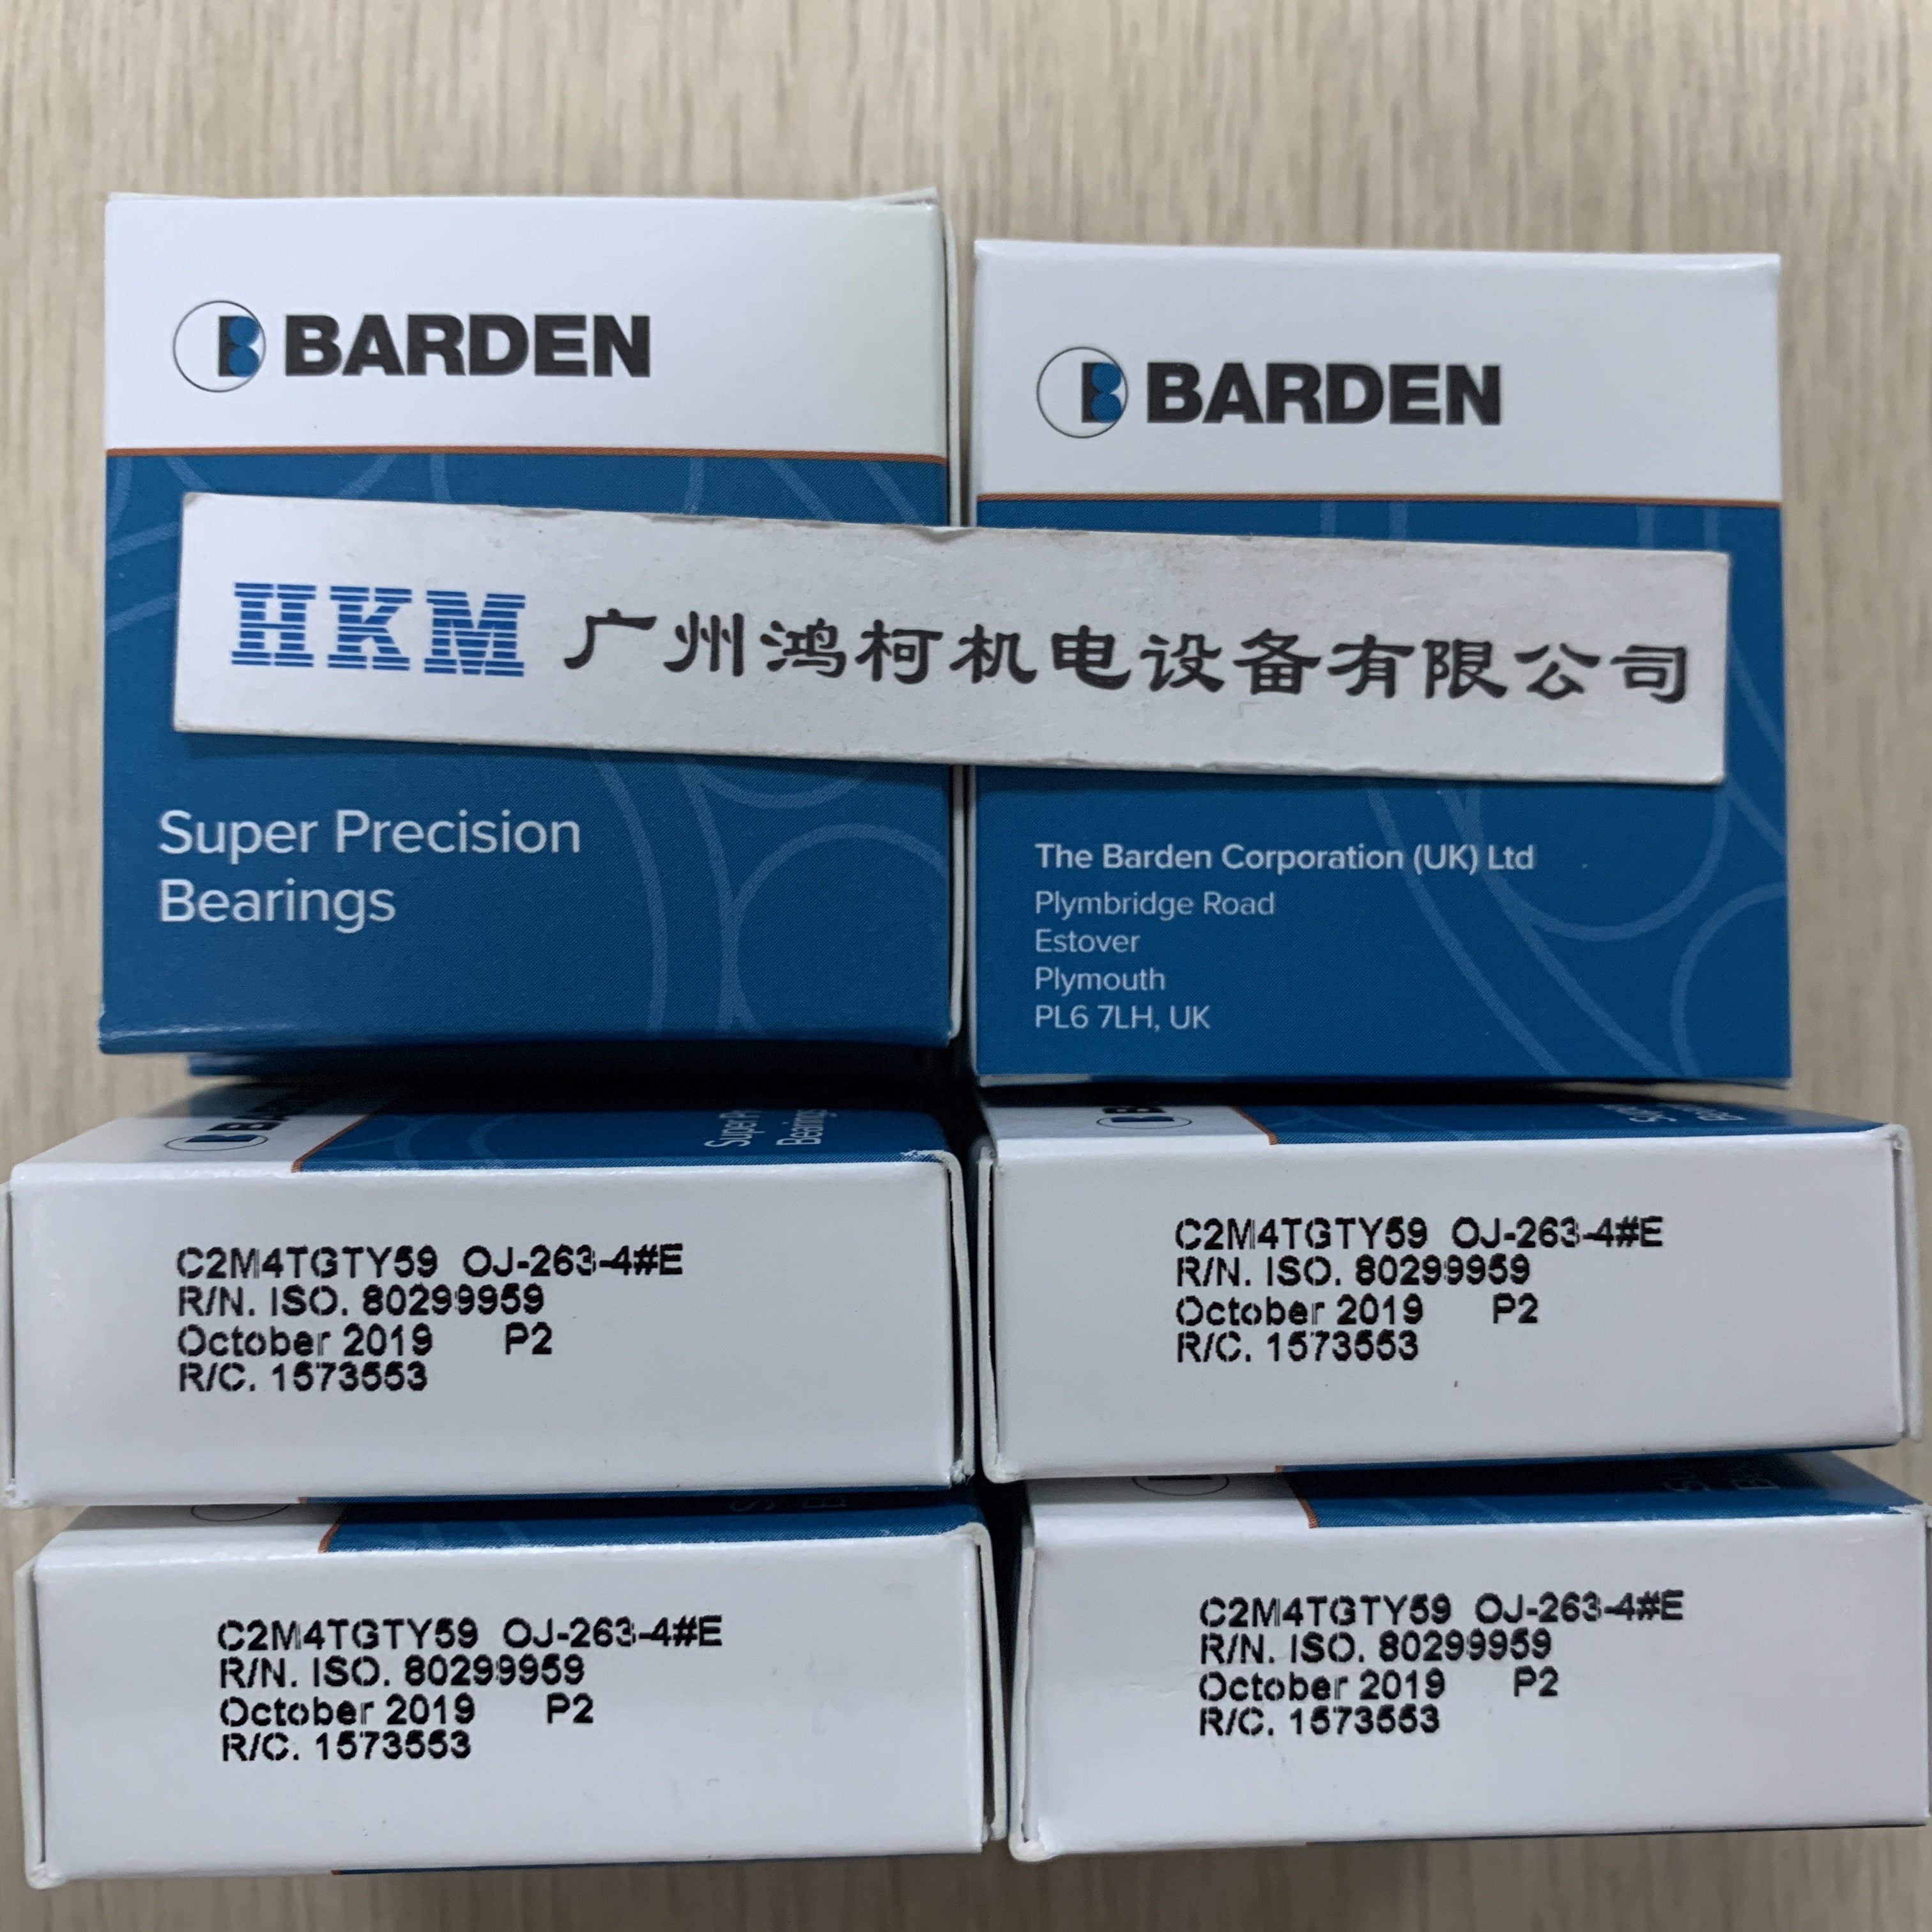 BARDEN
BARDEN
HKM 广州鸿柯机电设备有限公司
Super Precision
Bearings
The Barden Corporation (UK) Ltd
Plymbridge Road
Estover
Plymouth
PL6 7LH, UK
Bearings
C2M4TGTY59 OJ-263-4#E
R/N. ISO. 80299959
October 2019 P2
R/C. 1573553
C2M4TGTY59 OJ-263-4#E
R/N. ISO. 80299959
October 2019 P2
R/C. 1573553
C2M4TGTY59 OJ-263-4#E
R/N. ISO. 80299959
October 2019 P2
R/C. 1573553
C2M4TGTY59 OJ-263-4#E
R/N. ISO. 80299959
October 2019 P2
R/C. 1573553